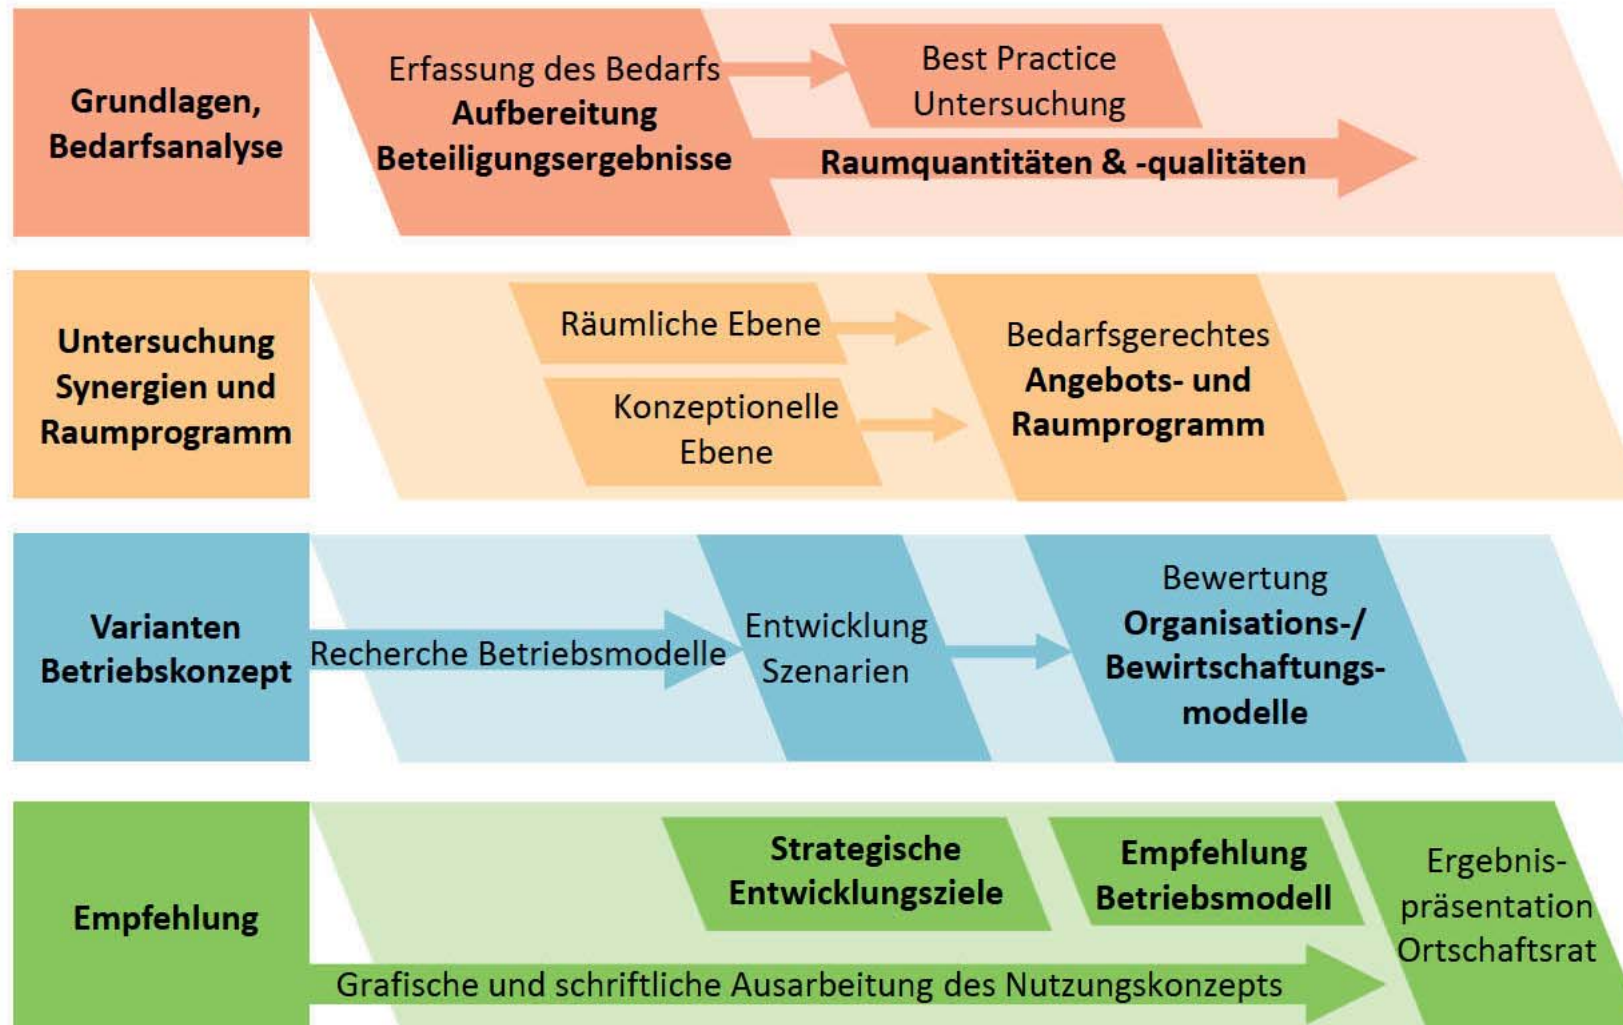 Grundlagen,
Bedarfsanalyse
Erfassung des Bedarfs
Aufbereitung
Beteiligungsergebnisse
Best Practice
Untersuchung
Raumquantitäten & -qualitäten
Untersuchung
Synergien und
Raumprogramm
Räumliche Ebene
Konzeptionelle
Ebene
Bedarfsgerechtes
Angebots- und
Raumprogramm
Varianten
Betriebskonzept
Recherche Betriebsmodelle
Entwicklung
Szenarien
Bewertung
Organisations-/
Bewirtschaftungs-
modelle
Empfehlung
Strategische
Entwicklungsziele
Empfehlung
Betriebsmodell
Ergebnis-
präsentation
Ortschaftsrat
Grafische und schriftliche Ausarbeitung des Nutzungskonzepts